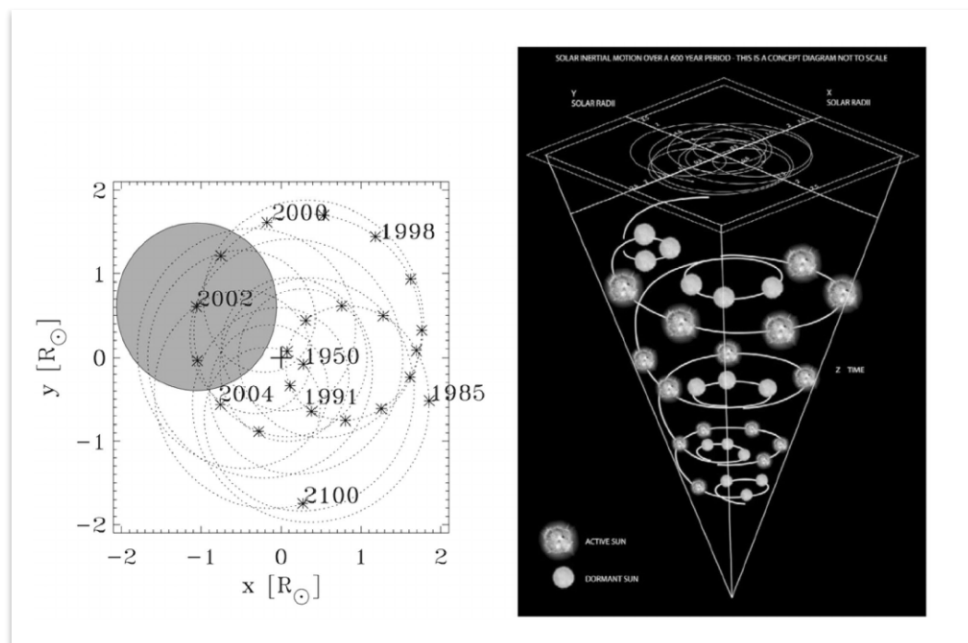 2
1
0
−1
−2
y [R☉]
2000
1998
2002
1950
2004
1991
1985
2100
−2
−1
0
1
2
x [R☉]
SOLAR INERTIAL MOTION OVER A 600 YEAR PERIOD - THIS IS A CONCEPT DIAGRAM NOT TO SCALE
Y
SOLAR RADII
X
SOLAR RADII
Z TIME
ACTIVE SUN
DORMANT SUN